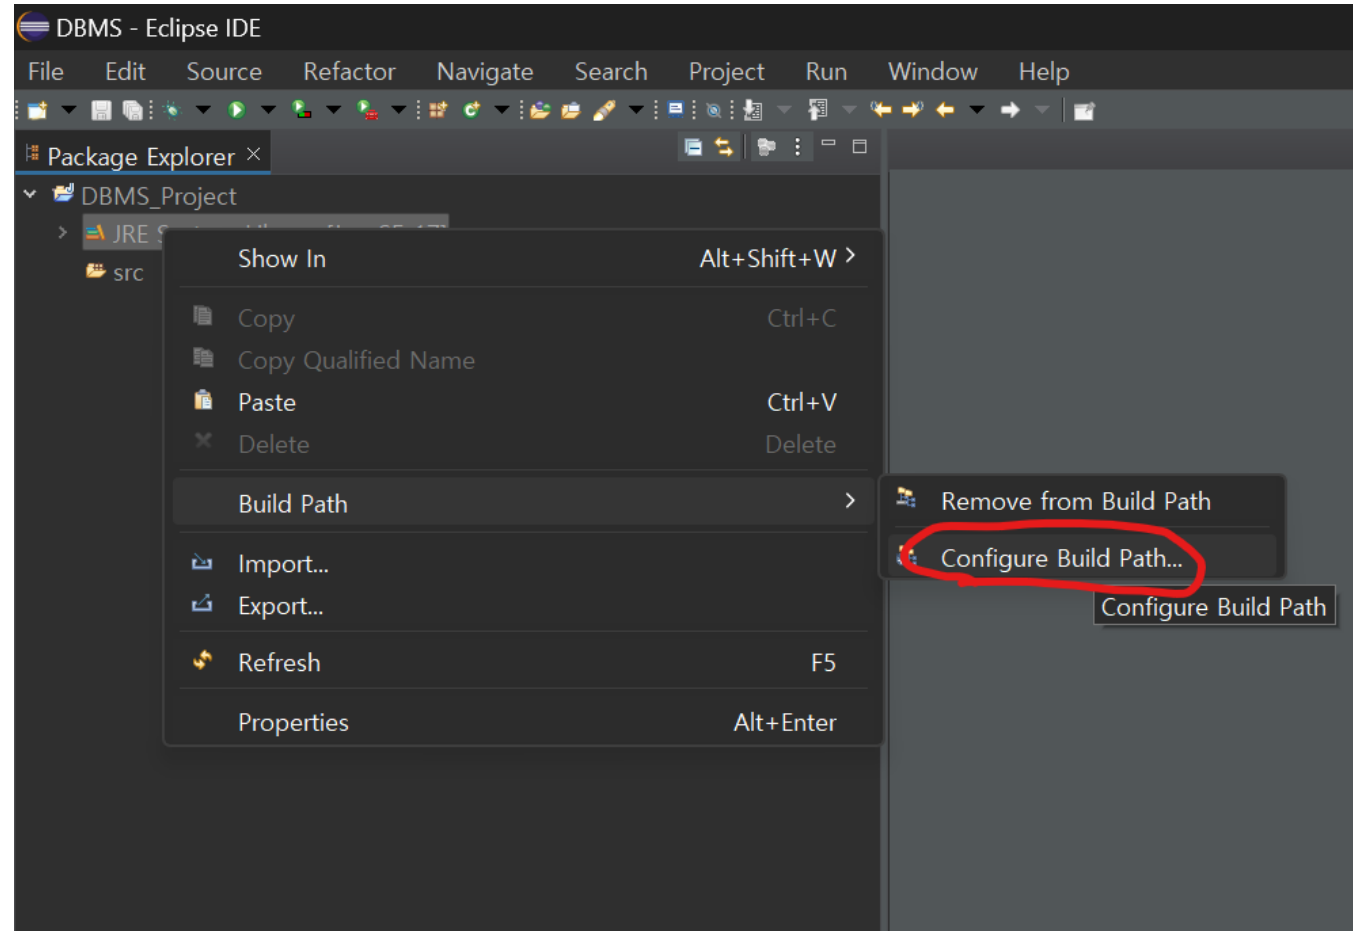 DBMS - Eclipse IDE
File Edit Source Refactor Navigate Search Project Run Window Help
Package Explorer
DBMS_Project
JRE
src
Show In Alt+Shift+W
Copy Ctrl+C
Copy Qualified Name
Paste Ctrl+V
Delete Delete
Build Path
Remove from Build Path
Configure Build Path...
Configure Build Path
Import...
Export...
Refresh F5
Properties Alt+Enter